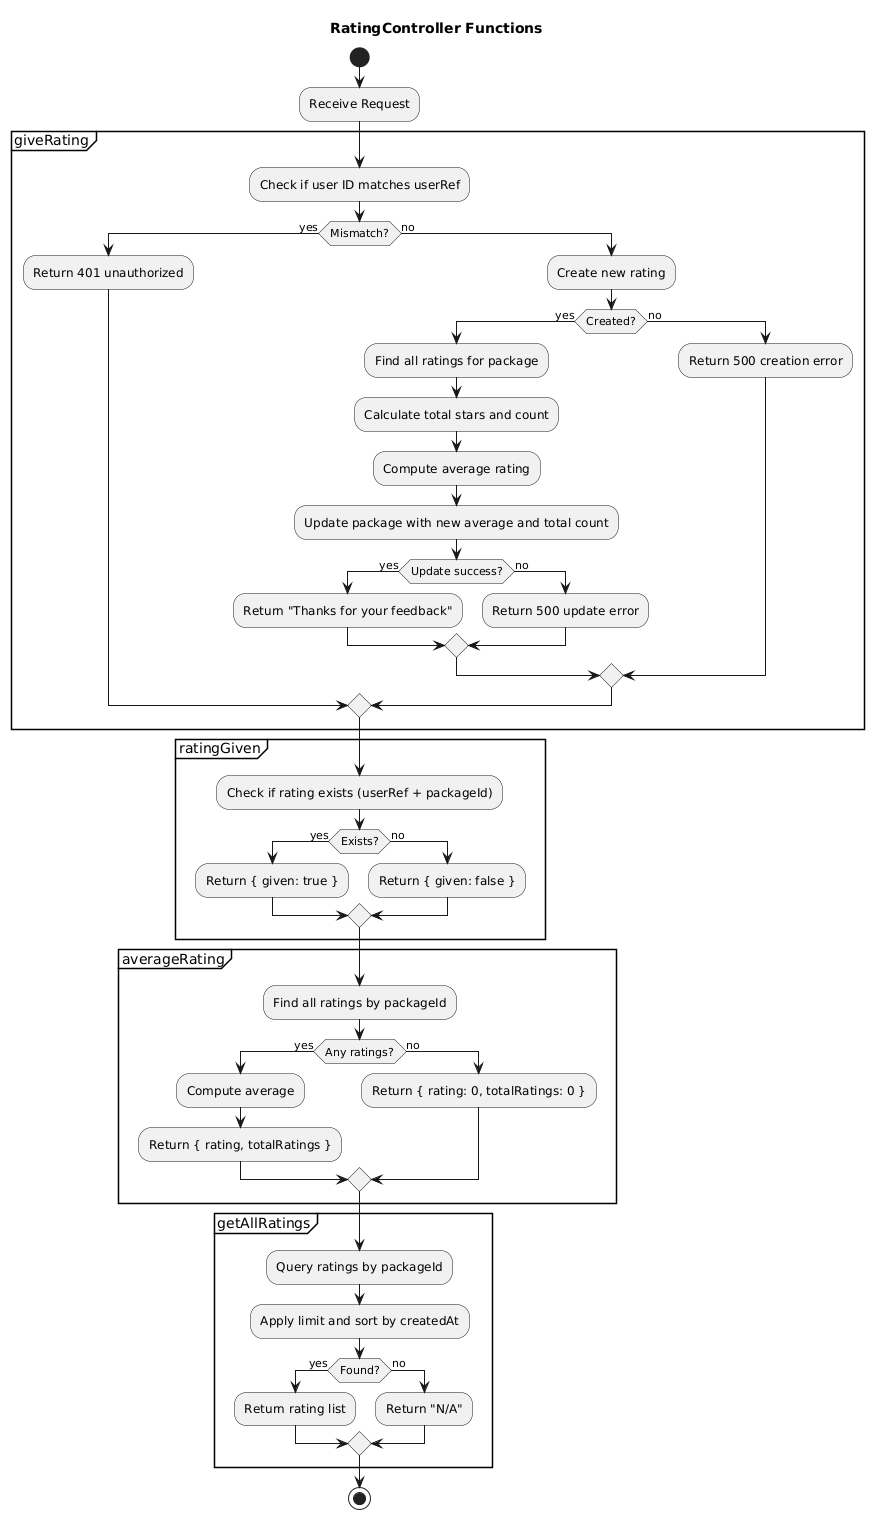 RatingController Functions
Receive Request
giveRating
Check if user ID matches userRef
yes
Mismatch?
no
Return 401 unauthorized
Create new rating
yes
Created?
no
Find all ratings for package
Return 500 creation error
Calculate total stars and count
Compute average rating
Update package with new average and total count
yes
Update success?
no
Return "Thanks for your feedback"
Return 500 update error
ratingGiven
Check if rating exists (userRef + packageId)
yes
Exists?
no
Return { given: true }
Return { given: false }
averageRating
Find all ratings by packageId
yes
Any ratings?
no
Compute average
Return { rating: 0, totalRatings: 0 }
Return { rating, totalRatings }
getAllRatings
Query ratings by packageId
Apply limit and sort by createdAt
yes
Found?
no
Return rating list
Return "N/A"